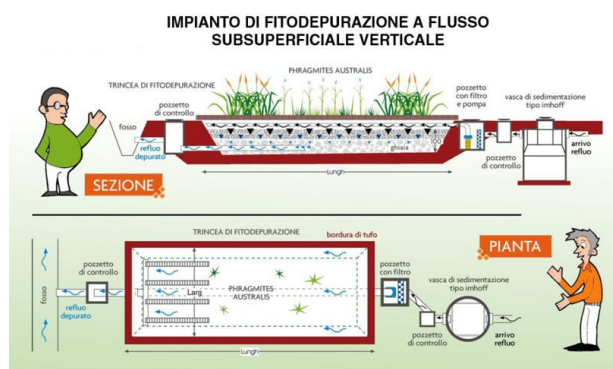 IMPIANTO DI FITODEPURAZIONE A FLUSSO
SUBSUPERFICIALE VERTICALE
PHRAGMITES AUSTRALIS
TRINCEA DI FITODEPURAZIONE
pozzetto
di controllo
fosso
refluo
depurato
pozzetto
con filtro
e pompa
vasca di sedimentazione
tipo imhoff
100
ghiaia
pozzetto
di controllo
arrivo
refluo
Lungh
SEZIONE
TRINCEA DI FITODEPURAZIONE
bordura di tufo
PIANTA
pozzetto
di controllo
fosso
refluo
depurato
Larg
PHRAGMITES
AUSTRALIS
pozzetto
con filtro
vasca di sedimentazione
tipo imhoff
pozzetto
di controllo
arrivo
refluo
Lungh